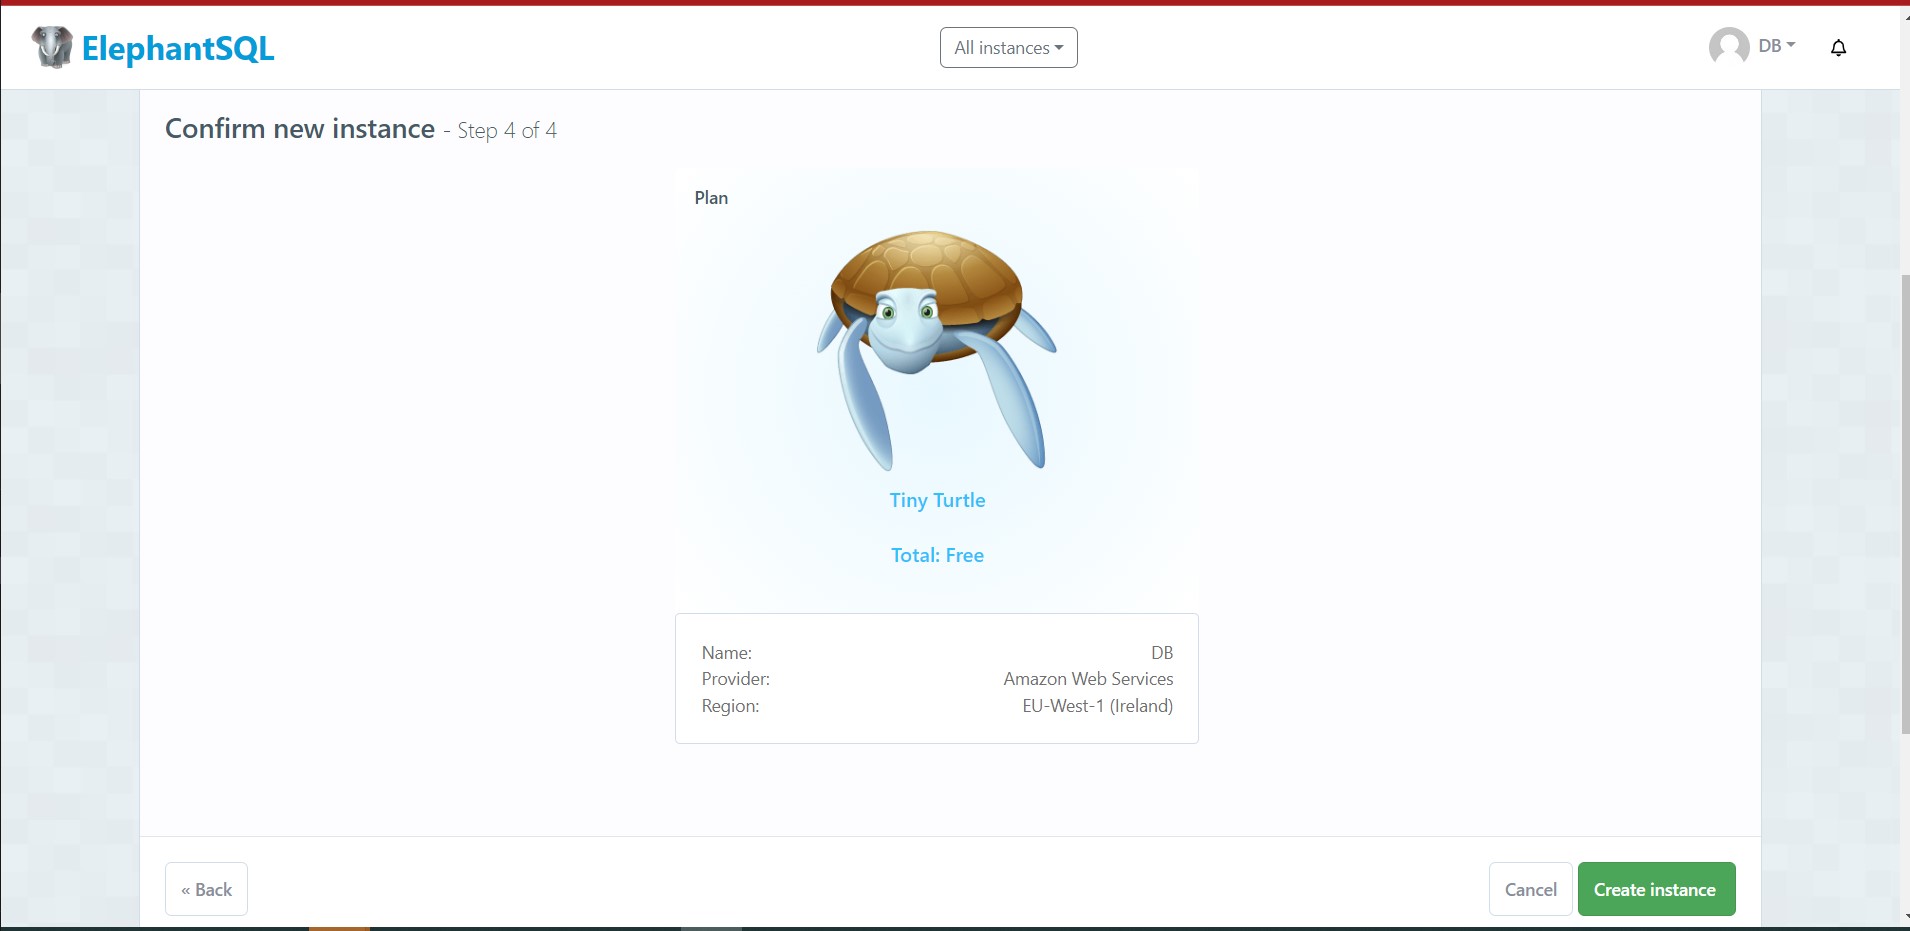 ElephantSQL
All instances
DB
Confirm new instance - Step 4 of 4
Plan
Tiny Turtle
Total: Free
Name: DB
Provider: Amazon Web Services
Region: EU-West-1 (Ireland)
« Back
Cancel
Create instance